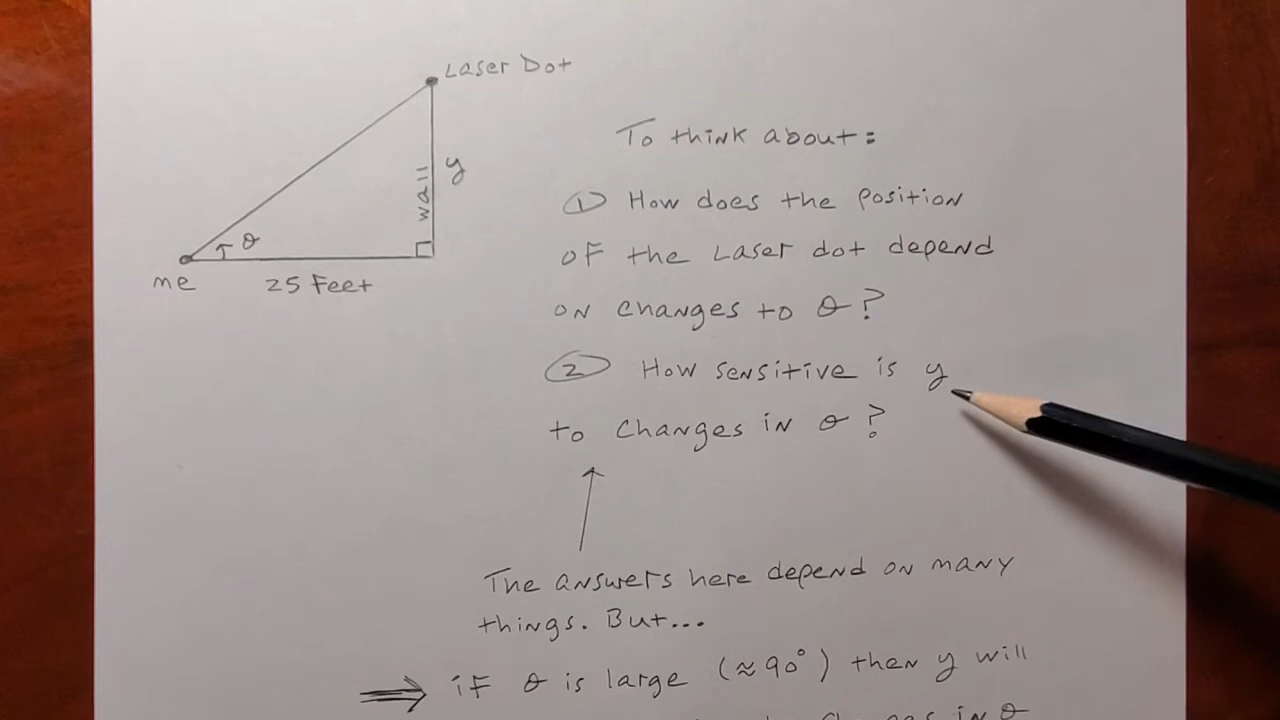 Laser Dot
y
wall
θ
me
25 Feet
To think about:
① How does the position
of the Laser dot depend
on changes to θ?
② How sensitive is y
to changes in θ?
The answers here depend on many
things. But...
⇒ if θ is large (≈90°) then y will
changes in θ